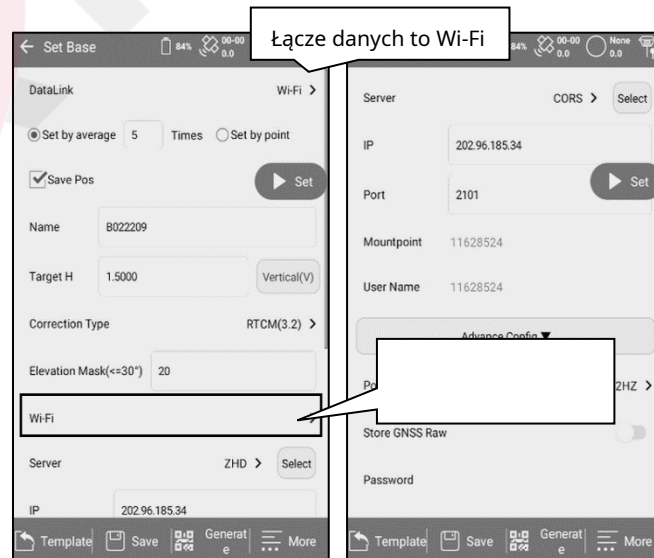 Łącze danych to Wi-Fi
Set Base 84% 00-00 0.0
DataLink Wi-Fi >
Set by average 5 Times Set by point
Save Pos Set
Name B022209
Target H 1.5000 Vertical(V)
Correction Type RTCM(3.2) >
Elevation Mask(<=30°) 20
Wi-Fi
Server ZHD > Select
IP 202.96.185.34
Template Save Generat
e More
84% 00-00 0.0 None 0.0
Server CORS > Select
IP 202.96.185.34
Set
Port 2101
Mountpoint 11628524
User Name 11628524
Advance Config ▼
2HZ >
Store GNSS Raw
Password
Template Save Generat
e More